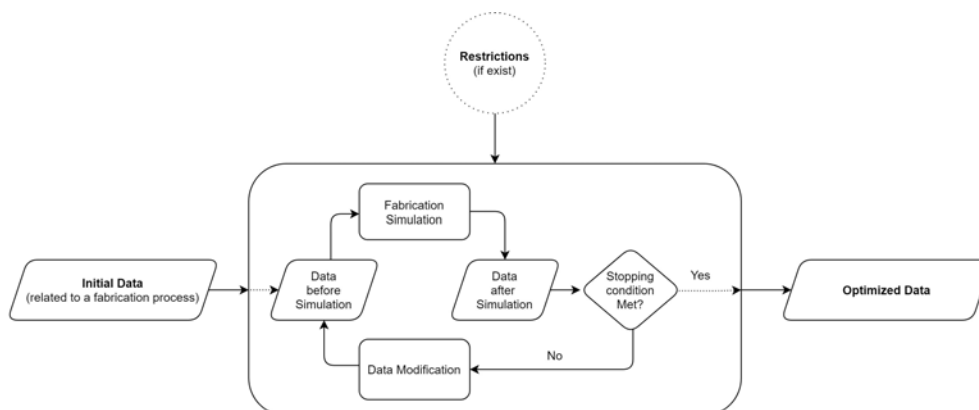 Restrictions
(if exist)
Fabrication
Simulation
Initial Data
(related to a fabrication process)
Data
before
Simulation
Data
after
Simulation
Stopping
condition
Met?
Yes
Optimized Data
No
Data Modification